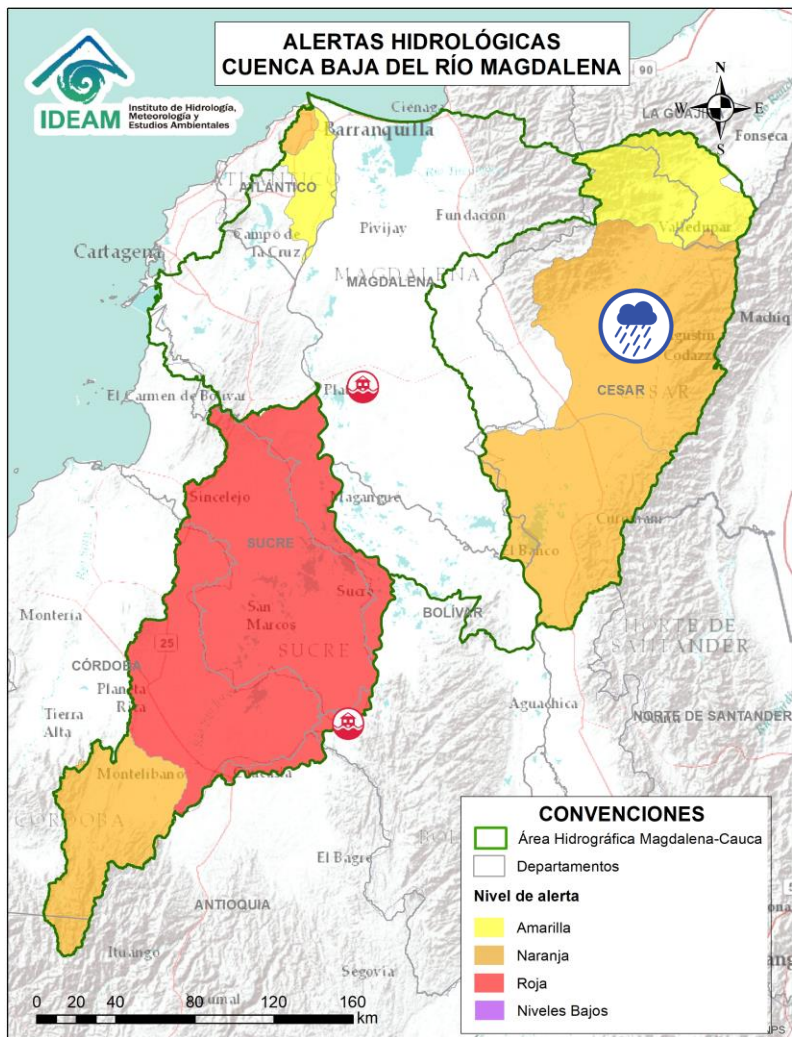 ALERTAS HIDROLÓGICAS
CUENCA BAJA DEL RÍO MAGDALENA
IDEAM
Instituto de Hidrología,
Meteorología y
Estudios Ambientales
90
N
W E
S
Ciénaga
LA GUAJIRA
Fonseca
Barranquilla
ATLÁNTICO
Fundación
Pivijay
Valledupar
Campo de
La Cruz
Cartagena
MAGDALENA
MAGDALENA
Agustín
Codazzi
CESAR
El Carmen de Bolívar
Sincelejo
Magangue
Curumaní
SUCRE
El Banco
Sucre
BOLÍVAR
San
Marcos
Montería
NORTE DE
SANTANDER
SUCRE
25
CÓRDOBA
Planeta
Rica
Aguachica
NORTE DE SANTANDER
Tierra
Alta
Montelíbano
CÓRDOBA
El Bagre
ANTIOQUIA
Ituango
Segovia
CONVENCIONES
Área Hidrográfica Magdalena-Cauca
Departamentos
Nivel de alerta
Amarilla
Naranja
Roja
Niveles Bajos
0 20 40 80 120 160
km